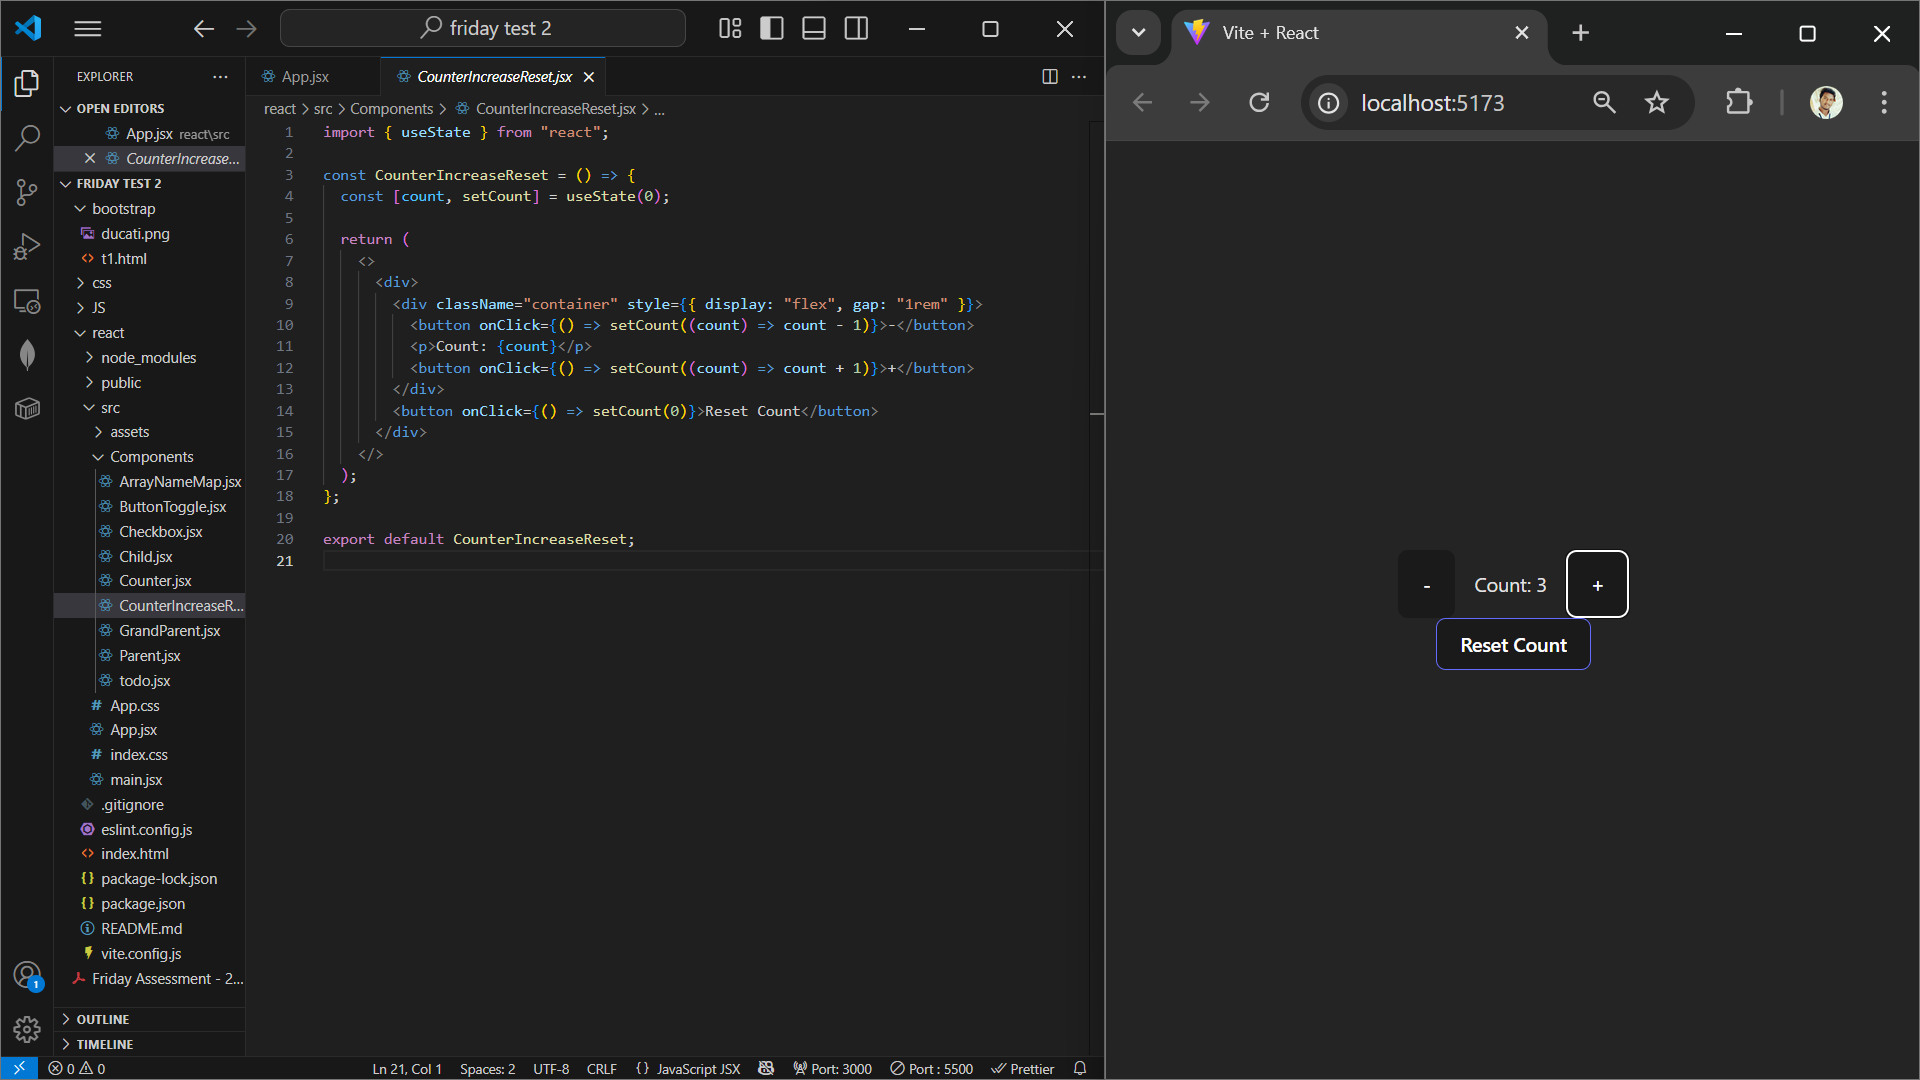 friday test 2
EXPLORER
OPEN EDITORS
App.jsx react\src
CounterIncrease...
FRIDAY TEST 2
bootstrap
ducati.png
t1.html
css
JS
react
node_modules
public
src
assets
Components
ArrayNameMap.jsx
ButtonToggle.jsx
Checkbox.jsx
Child.jsx
Counter.jsx
CounterIncreaseR...
GrandParent.jsx
Parent.jsx
todo.jsx
App.css
App.jsx
index.css
main.jsx
.gitignore
eslint.config.js
index.html
package-lock.json
package.json
README.md
vite.config.js
Friday Assessment - 2...
OUTLINE
TIMELINE
1
App.jsx
CounterIncreaseReset.jsx
react > src > Components > CounterIncreaseReset.jsx > ...
1 import { useState } from "react";
2
3 const CounterIncreaseReset = () => {
4 const [count, setCount] = useState(0);
5
6 return (
7 <>
8 <div>
9 <div className="container" style={{ display: "flex", gap: "1rem" }}>
10 <button onClick={() => setCount((count) => count - 1)}>-</button>
11 <p>Count: {count}</p>
12 <button onClick={() => setCount((count) => count + 1)}>+</button>
13 </div>
14 <button onClick={() => setCount(0)}>Reset Count</button>
15 </div>
16 </>
17 );
18 };
19
20 export default CounterIncreaseReset;
21
0 0
Ln 21, Col 1 Spaces: 2 UTF-8 CRLF {} JavaScript JSX Port: 3000 Port : 5500 Prettier
Vite + React
localhost:5173
- Count: 3 +
Reset Count